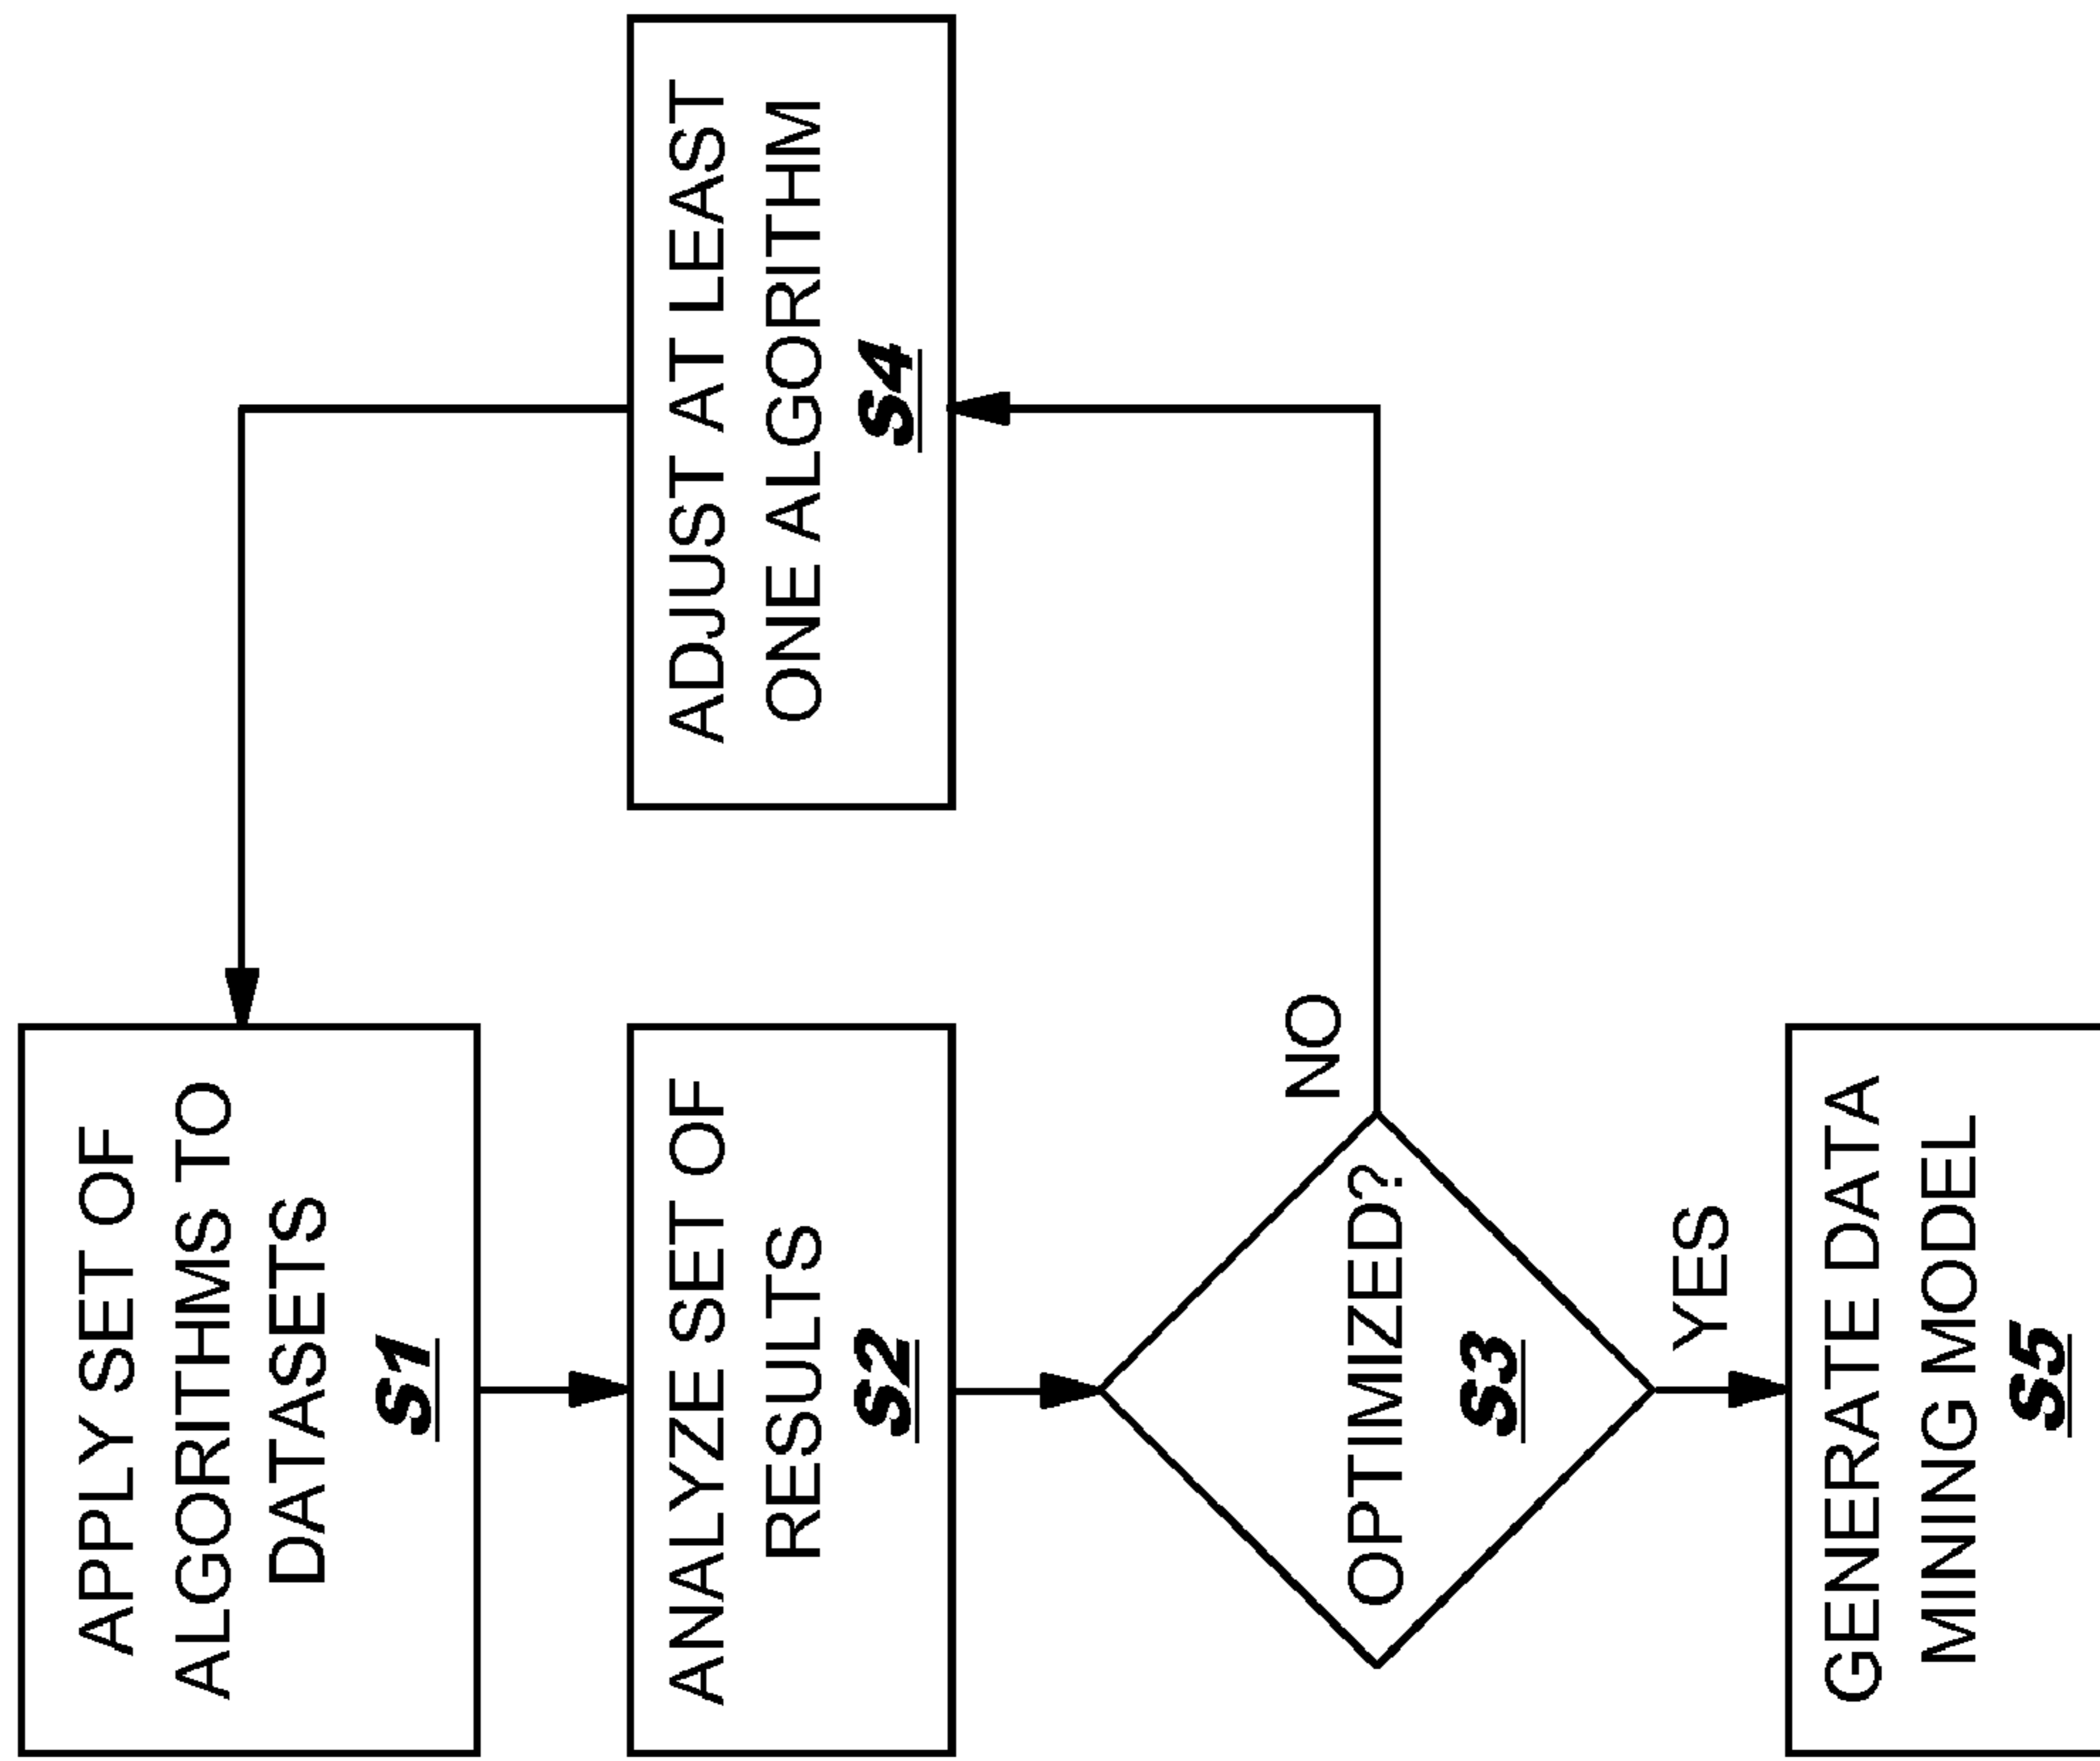 APPLY SET OF
ALGORITHMS TO
DATASETS
S1
ANALYZE SET OF
RESULTS
S2
OPTIMIZED?
S3
NO
ADJUST AT LEAST
ONE ALGORITHM
S4
YES
GENERATE DATA
MINING MODEL
S5